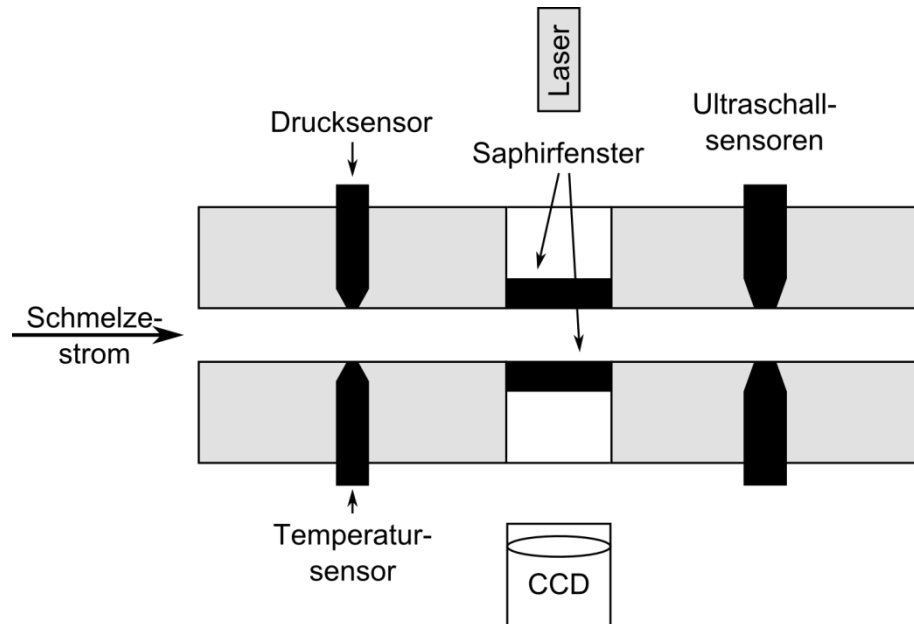 Laser
Drucksensor
Ultraschall-
sensoren
Saphirfenster
Schmelze-
strom
Temperatur-
sensor
CCD